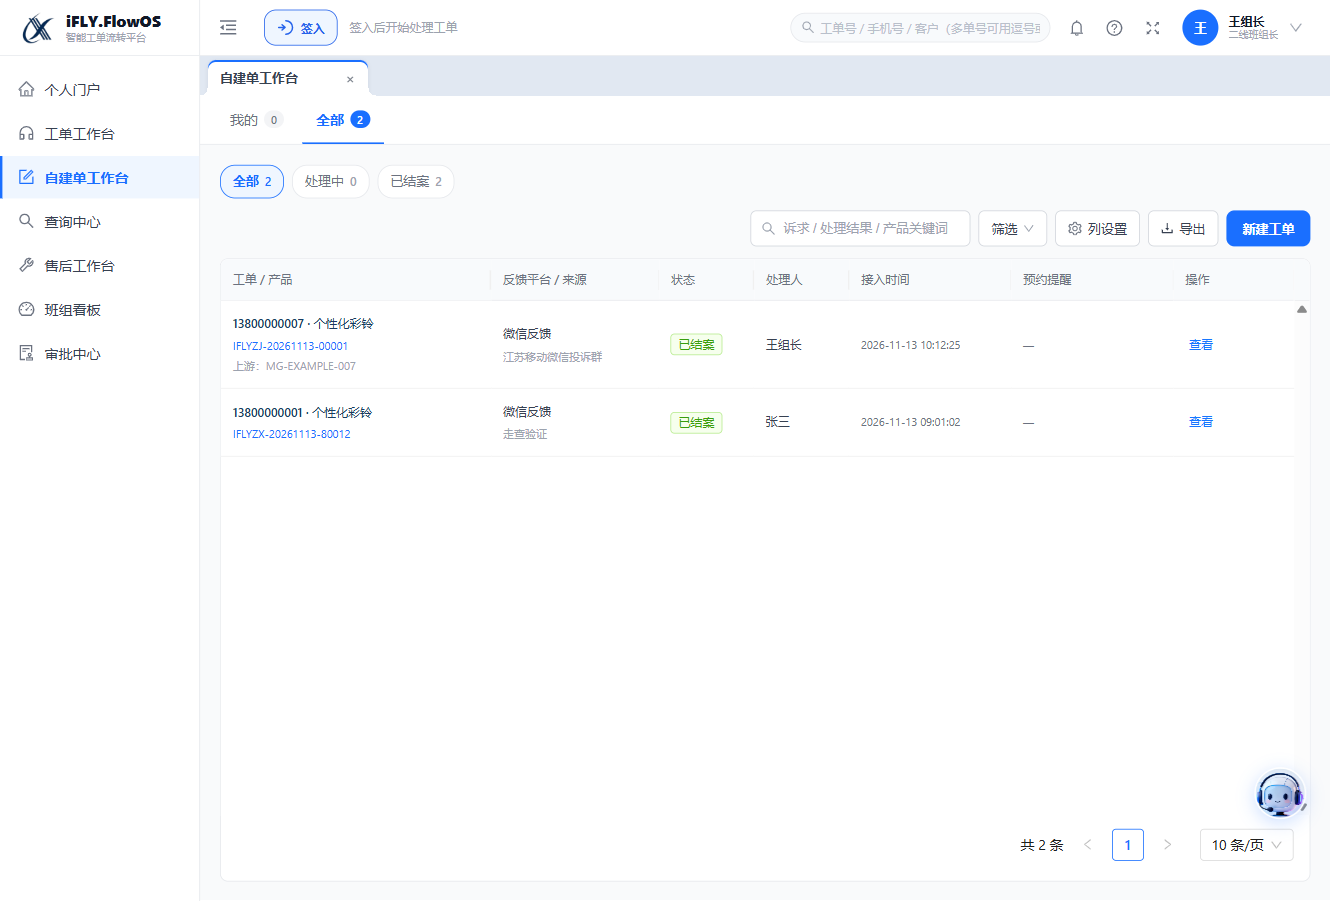 iFLY.FlowOS
智能工单流转平台
签入
签入后开始处理工单
工单号 / 手机号 / 客户（多单号可用逗号
王
王组长
二线班组长
个人门户
工单工作台
自建单工作台
查询中心
售后工作台
班组看板
审批中心
自建单工作台 ×
我的 0
全部 2
全部 2
处理中 0
已结案 2
诉求 / 处理结果 / 产品关键词
筛选
列设置
导出
新建工单
工单 / 产品
反馈平台 / 来源
状态
处理人
接入时间
预约提醒
操作
13800000007 · 个性化彩铃
IFLYZJ-20261113-00001
上游：MG-EXAMPLE-007
微信反馈
江苏移动微信投诉群
已结案
王组长
2026-11-13 10:12:25
—
查看
13800000001 · 个性化彩铃
IFLYZX-20261113-80012
微信反馈
走查验证
已结案
张三
2026-11-13 09:01:02
—
查看
共 2 条
1
10 条/页